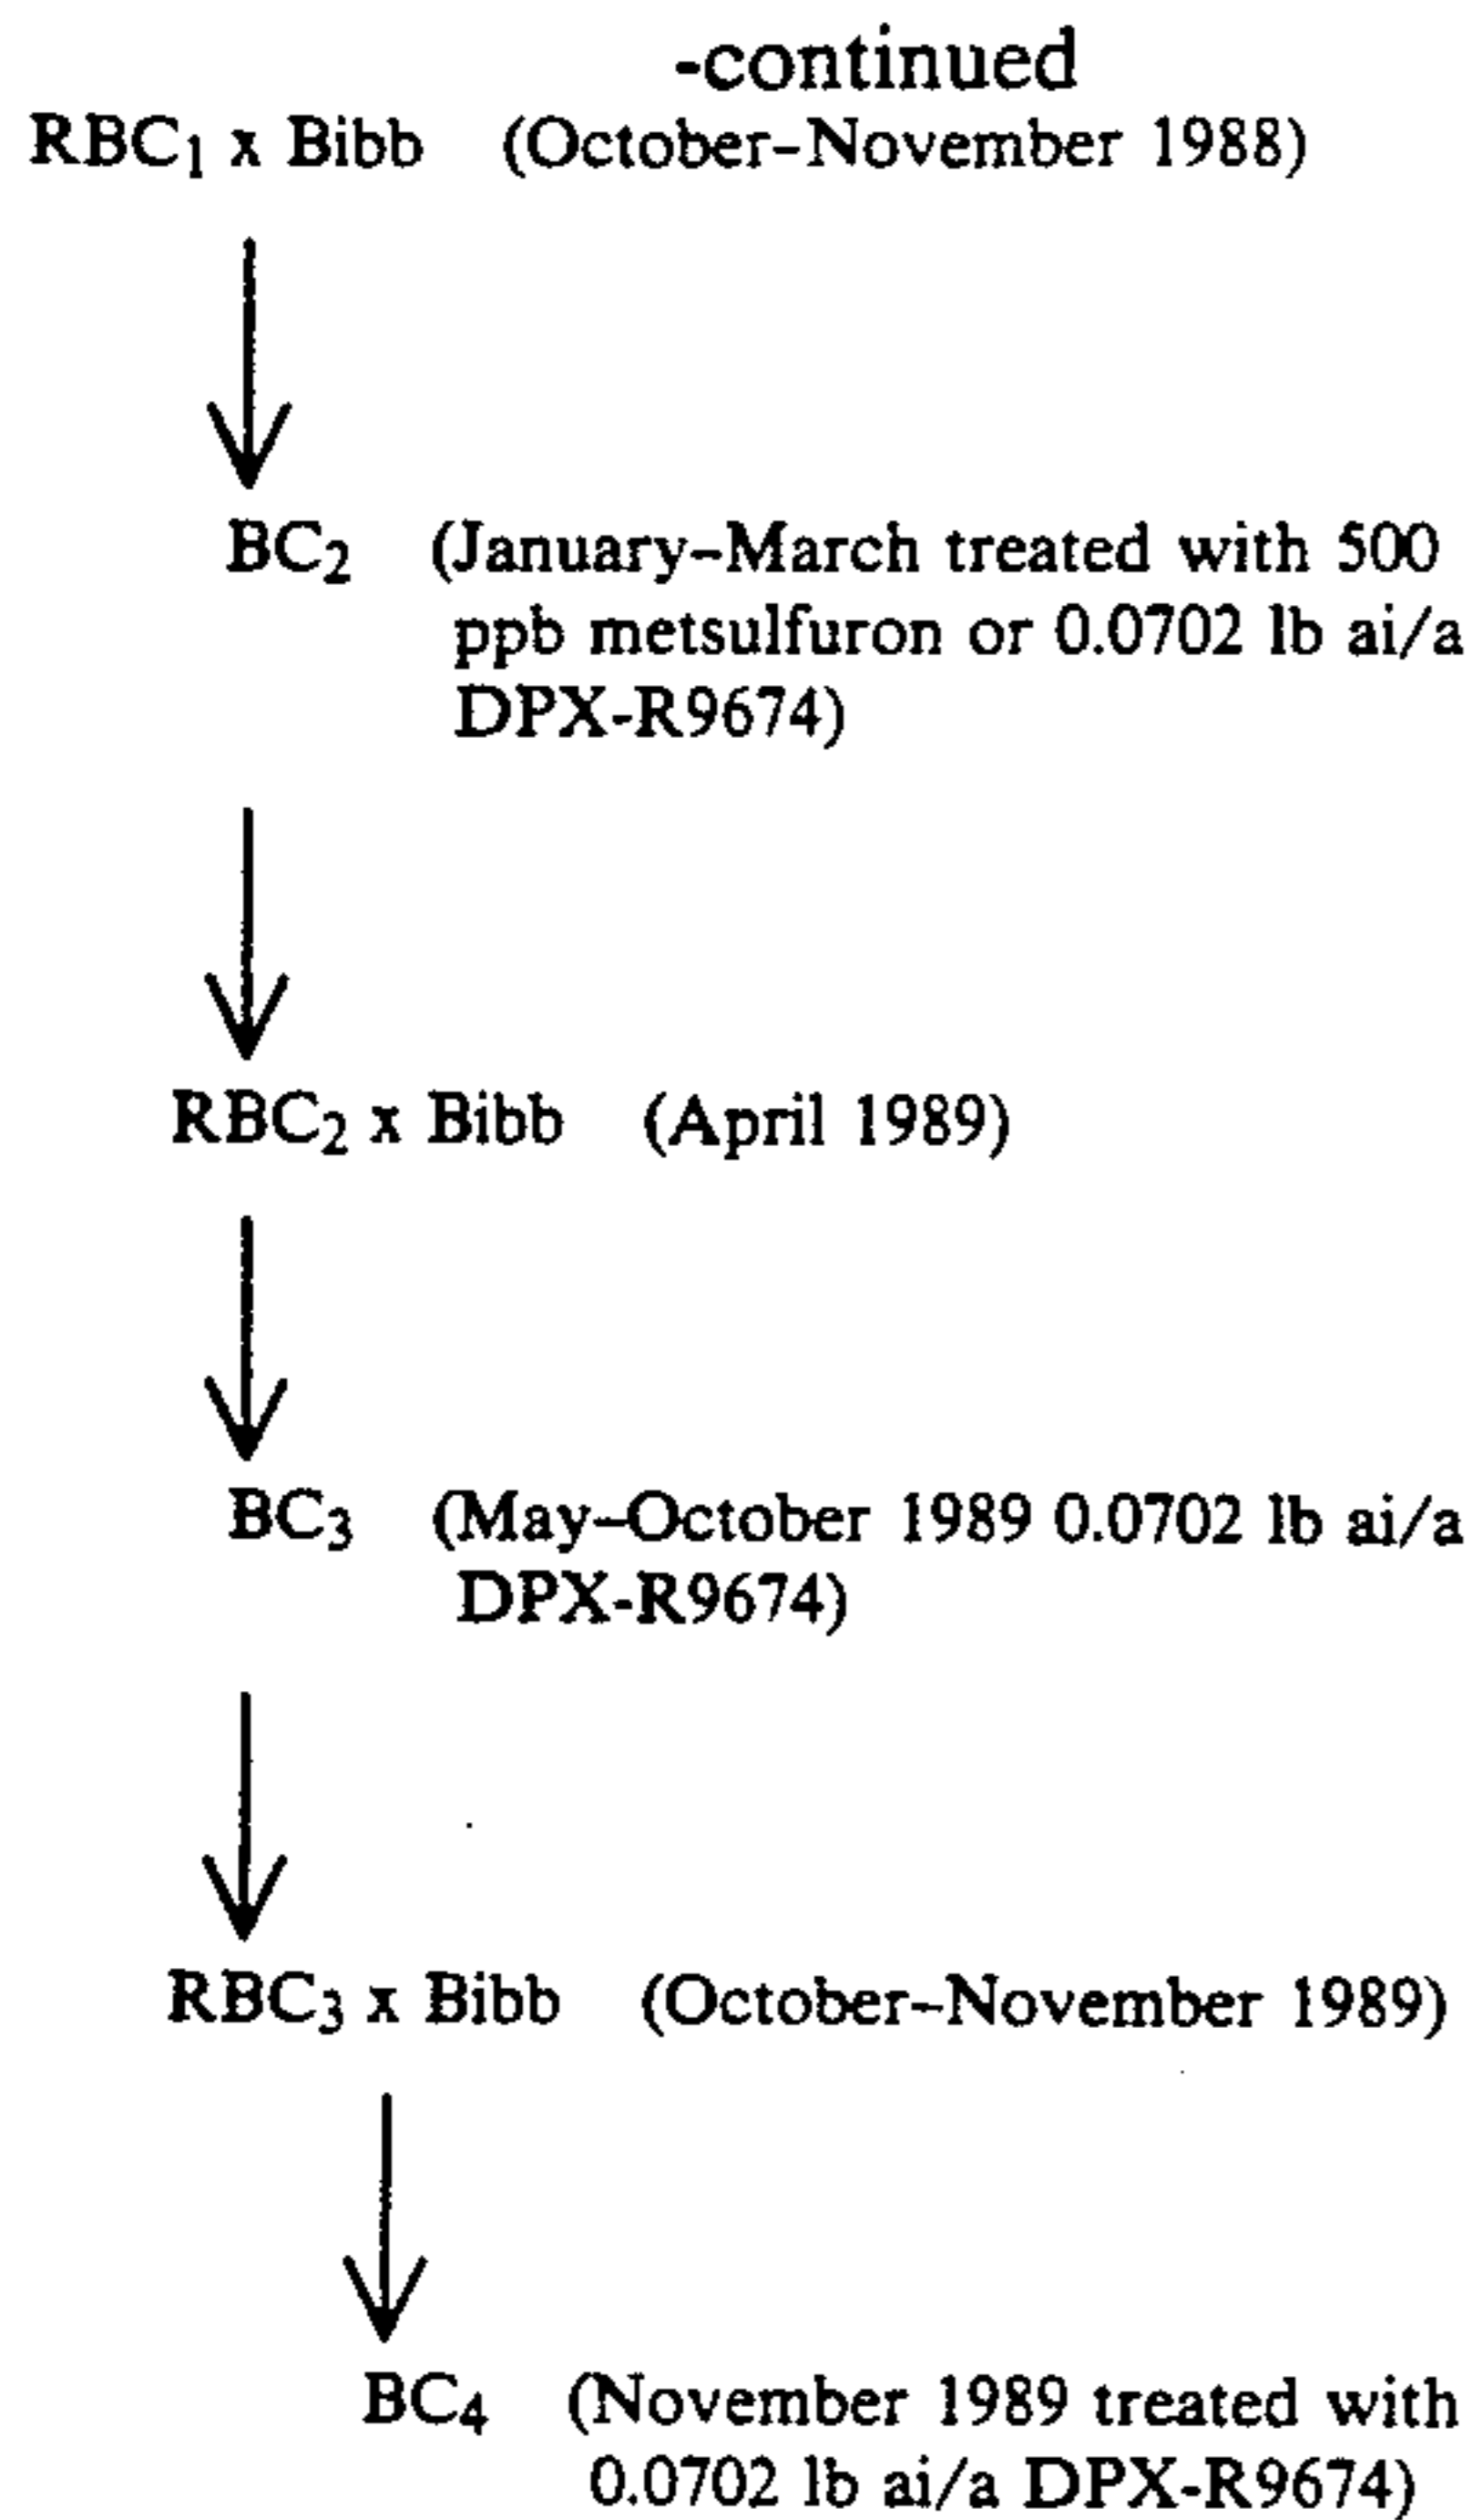 -continued
RBC₁ x Bibb (October–November 1988)
BC₂ (January–March treated with 500
ppb metsulfuron or 0.0702 lb ai/a
DPX-R9674)
RBC₂ x Bibb (April 1989)
BC₃ (May–October 1989 0.0702 lb ai/a
DPX-R9674)
RBC₃ x Bibb (October–November 1989)
BC₄ (November 1989 treated with
0.0702 lb ai/a DPX-R9674)